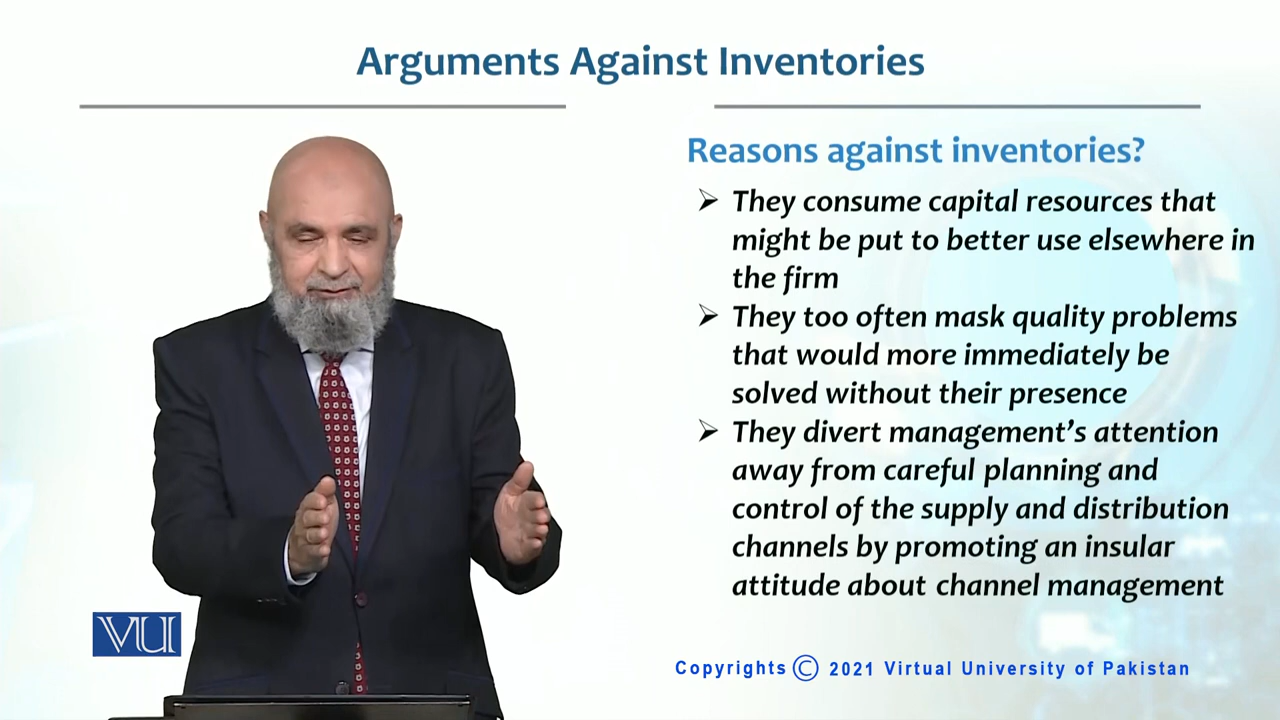 Arguments Against Inventories
Reasons against inventories?
➢ They consume capital resources that
might be put to better use elsewhere in
the firm
➢ They too often mask quality problems
that would more immediately be
solved without their presence
➢ They divert management’s attention
away from careful planning and
control of the supply and distribution
channels by promoting an insular
attitude about channel management
VU
Copyrights © 2021 Virtual University of Pakistan